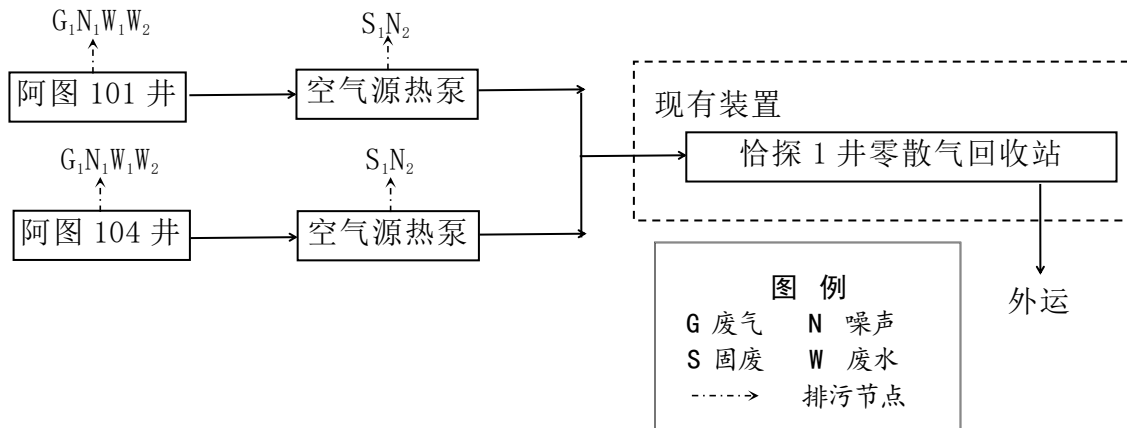 G₁N₁W₁W₂
S₁N₂
阿图 101 井
空气源热泵
现有装置
恰探 1 井零散气回收站
G₁N₁W₁W₂
S₁N₂
阿图 104 井
空气源热泵
外运
图 例
G 废气 N 噪声
S 固废 W 废水
排污节点